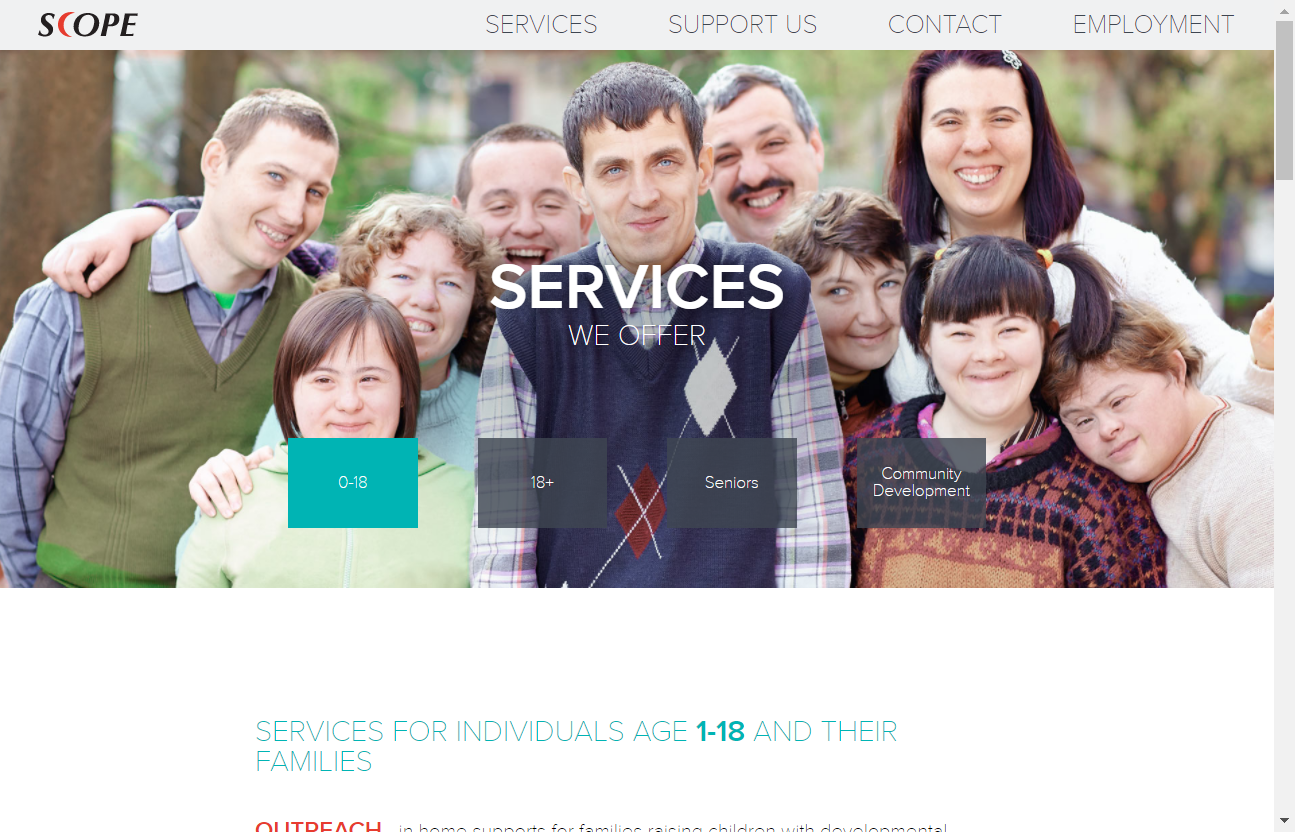 SCOPE
SERVICES
SUPPORT US
CONTACT
EMPLOYMENT
SERVICES
WE OFFER
0-18
18+
Seniors
Community
Development
SERVICES FOR INDIVIDUALS AGE 1-18 AND THEIR
FAMILIES
OUTREACH - in home supports for families raising children with developmental